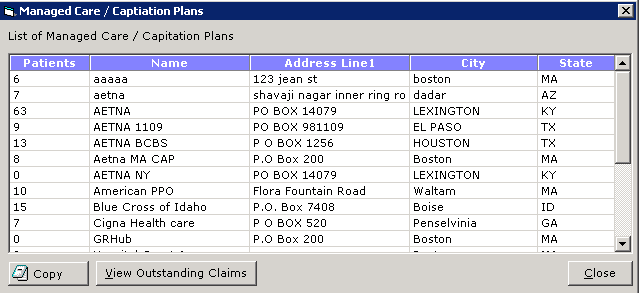 Managed Care / Captiation Plans
List of Managed Care / Capitation Plans
Patients Name Address Line1 City State
6 aaaaa 123 jean st boston MA
7 aetna shavaji nagar inner ring ro dadar AZ
63 AETNA PO BOX 14079 LEXINGTON KY
9 AETNA 1109 PO BOX 981109 EL PASO TX
13 AETNA BCBS P O BOX 1256 HOUSTON TX
8 Aetna MA CAP P.O Box 200 Boston MA
0 AETNA NY PO BOX 14079 LEXINGTON KY
10 American PPO Flora Fountain Road Waltam MA
15 Blue Cross of Idaho P.O. Box 7408 Boise ID
7 Cigna Health care P O BOX 520 Penselvinia GA
0 GRHub P.O.Box 200 Boston MA
Copy View Outstanding Claims Close